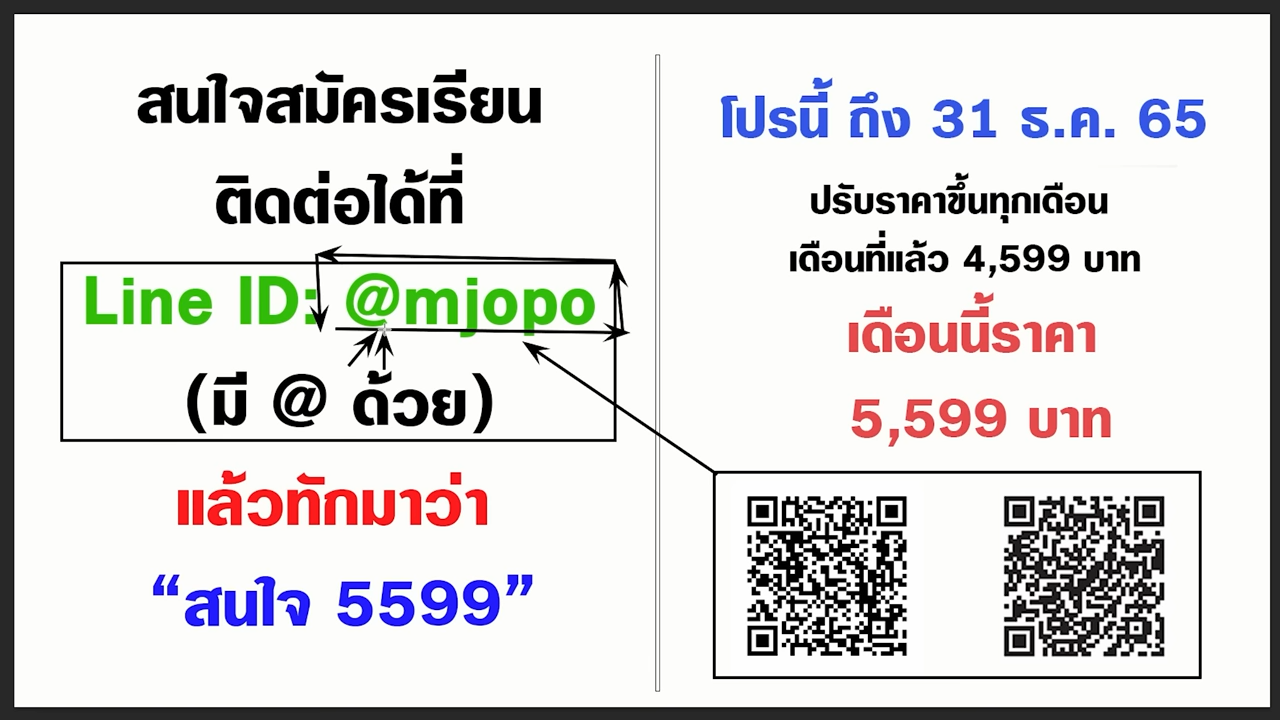 สนใจสมัครเรียน
ติดต่อได้ที่
Line ID: @mjopo
(มี @ ด้วย)
แล้วทักมาว่า
“สนใจ 5599”
โปรนี้ ถึง 31 ธ.ค. 65
ปรับราคาขึ้นทุกเดือน
เดือนที่แล้ว 4,599 บาท
เดือนนี้ราคา
5,599 บาท